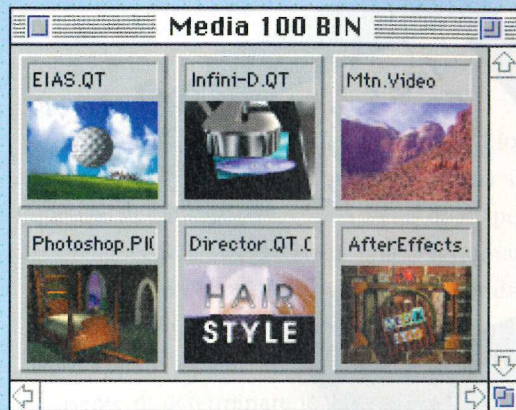 Media 100 BIN
EIAS.QT
Infini-D.QT
Mtn.Video
Photoshop.PI
Director.QT.
AfterEffects.
HAIR
STYLE